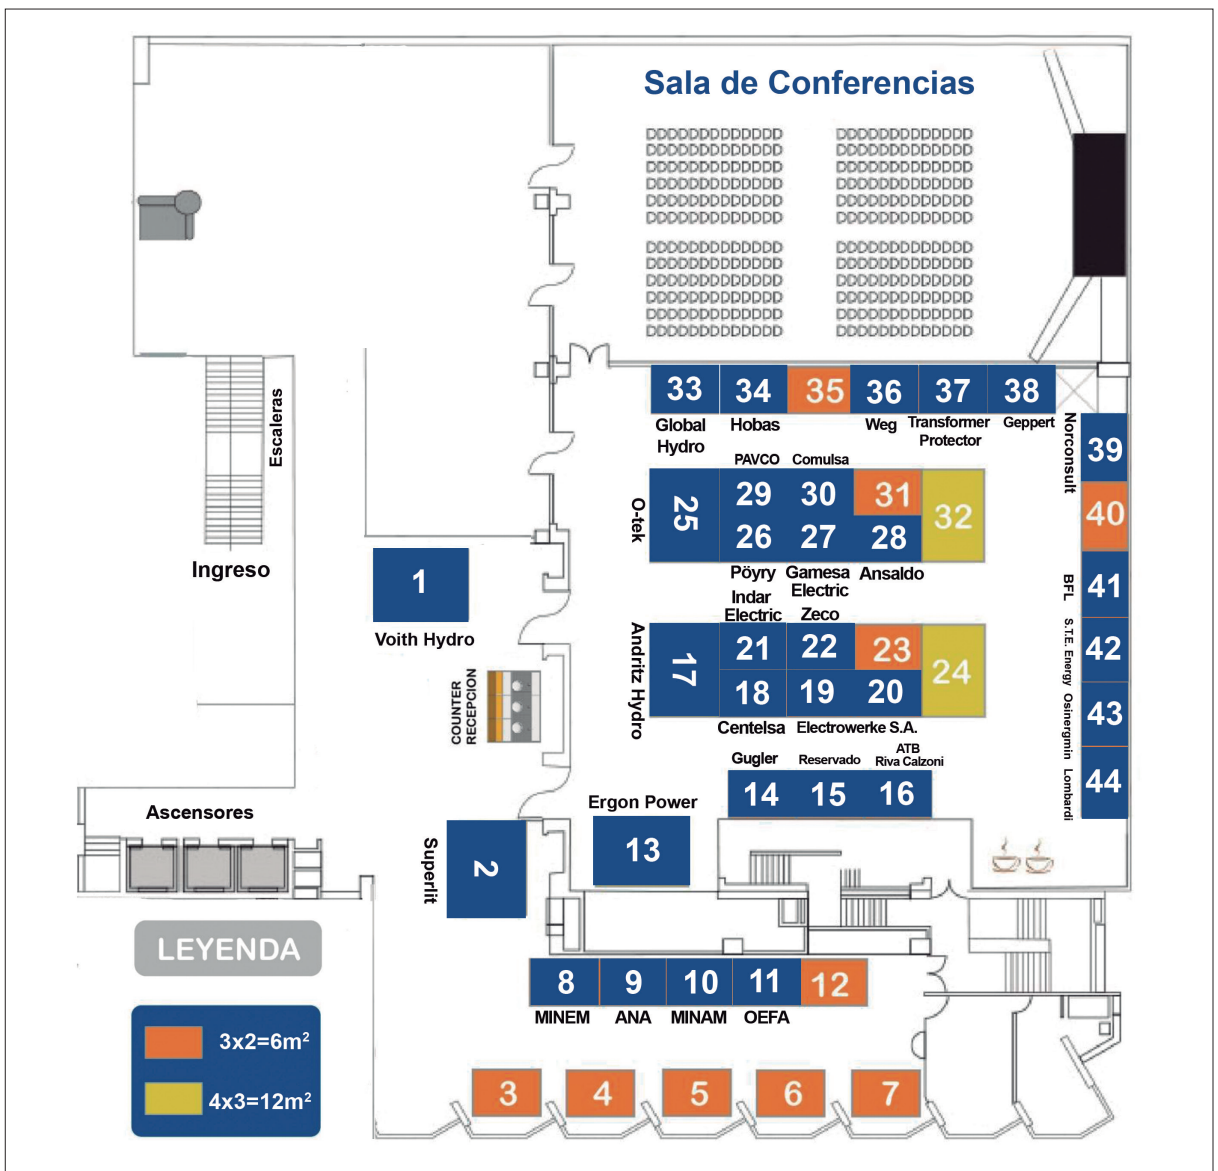 Sala de Conferencias
33
34
35
36
37
38
Global
Hydro
Hobas
Weg
Transformer
Protector
Geppert
Norconsult
39
40
41
BFL
42
S.T.E. Energy
43
Osinergmin
44
Lombardi
PAVCO
Comulsa
O-tek
25
29
30
31
32
26
27
28
Pöyry
Gamesa
Electric
Ansaldo
Indar
Electric
Zeco
Andritz Hydro
17
21
22
23
24
18
19
20
Centelsa
Electrowerke S.A.
Gugler
Reservado
ATB
Riva Calzoni
14
15
16
Ergon Power
13
Escaleras
Ingreso
1
Voith Hydro
COUNTER
RECEPCION
Ascensores
Superlit
2
8
9
10
11
12
MINEM
ANA
MINAM
OEFA
3
4
5
6
7
LEYENDA
3x2=6m²
4x3=12m²